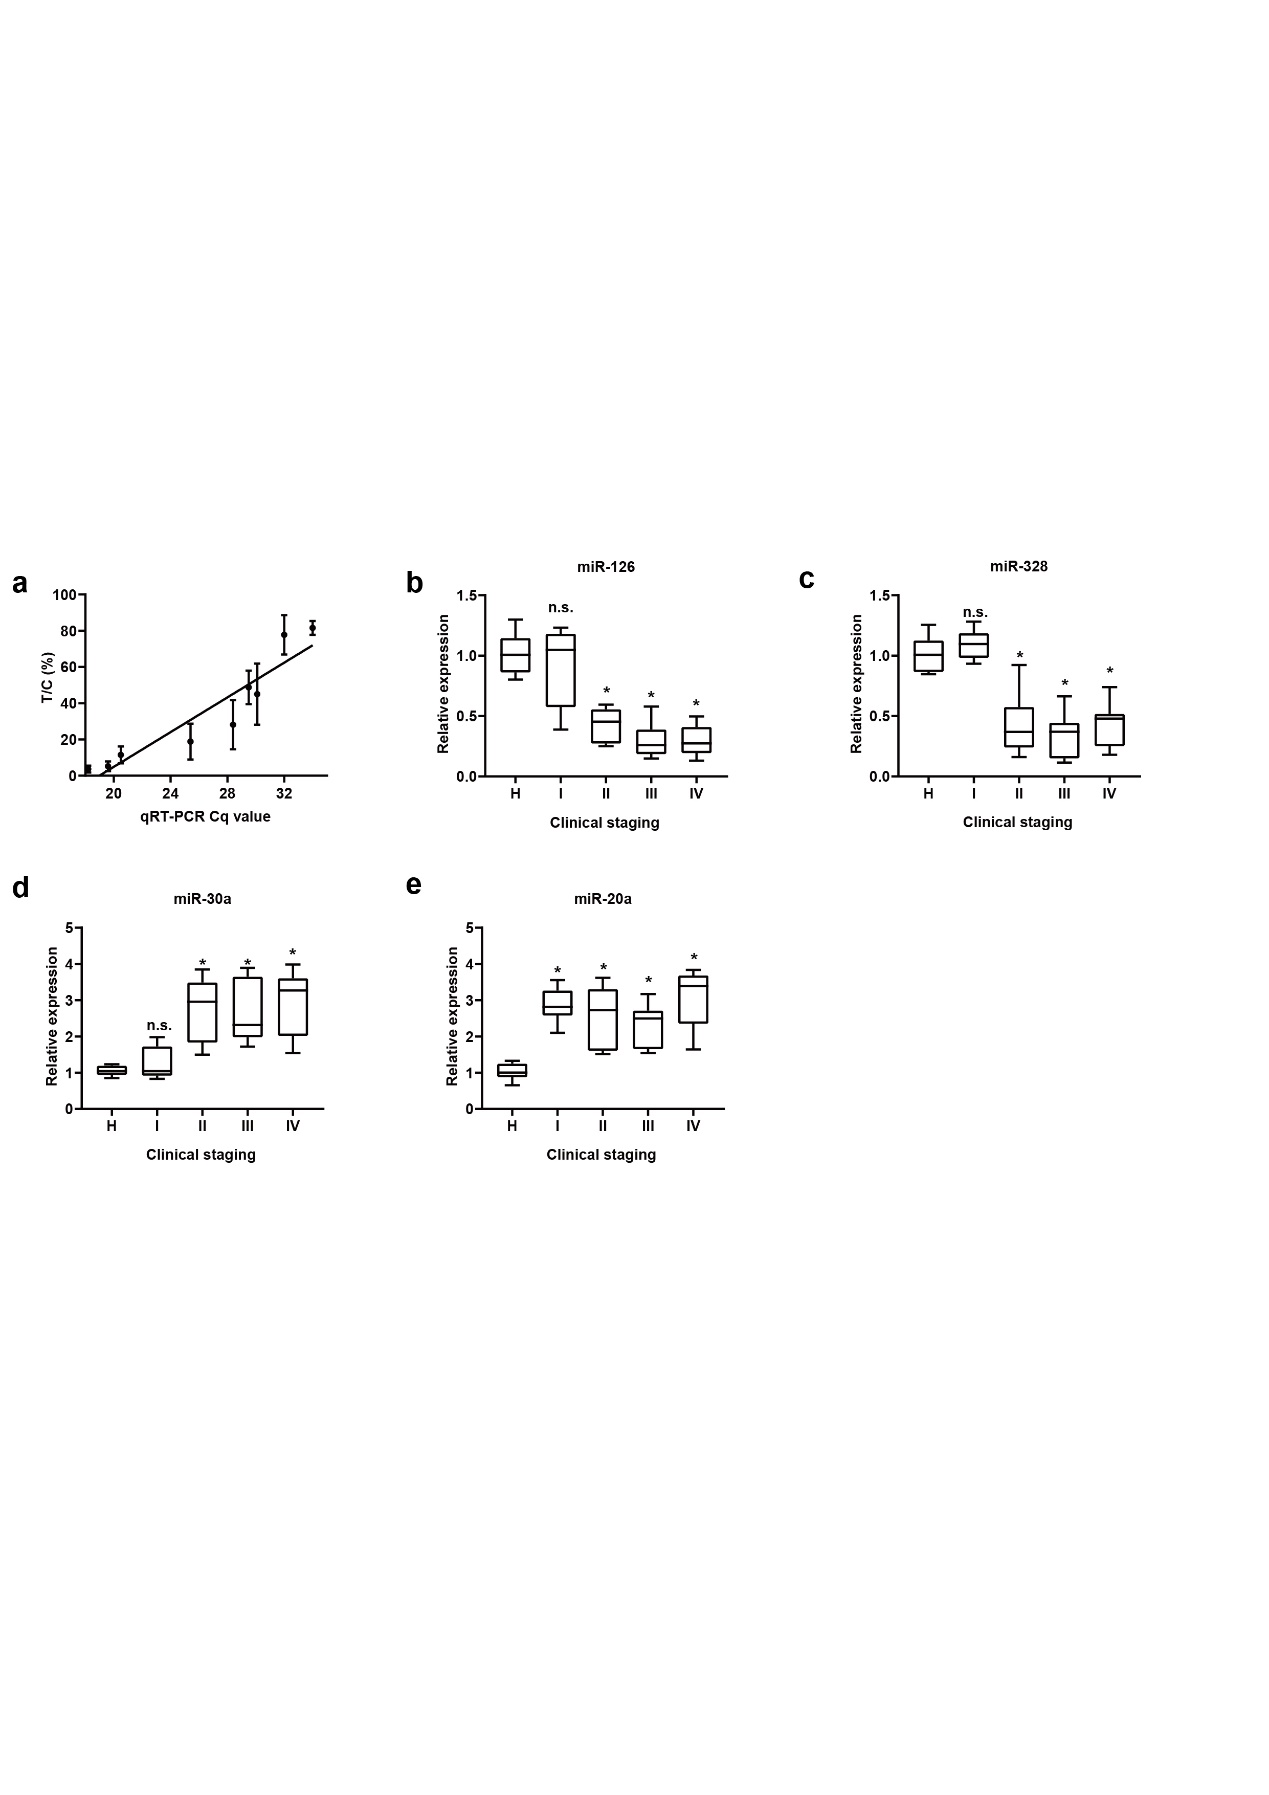 a
100
80
60
40
20
0
T/C (%)
20 24 28 32
qRT-PCR Cq value
b
miR-126
1.5
1.0
0.5
0.0
Relative expression
n.s.
* * *
H I II III IV
Clinical staging
c
miR-328
1.5
1.0
0.5
0.0
Relative expression
n.s.
* * *
H I II III IV
Clinical staging
d
miR-30a
5
4
3
2
1
0
Relative expression
n.s.
* * *
H I II III IV
Clinical staging
e
miR-20a
5
4
3
2
1
0
Relative expression
* * * *
H I II III IV
Clinical staging